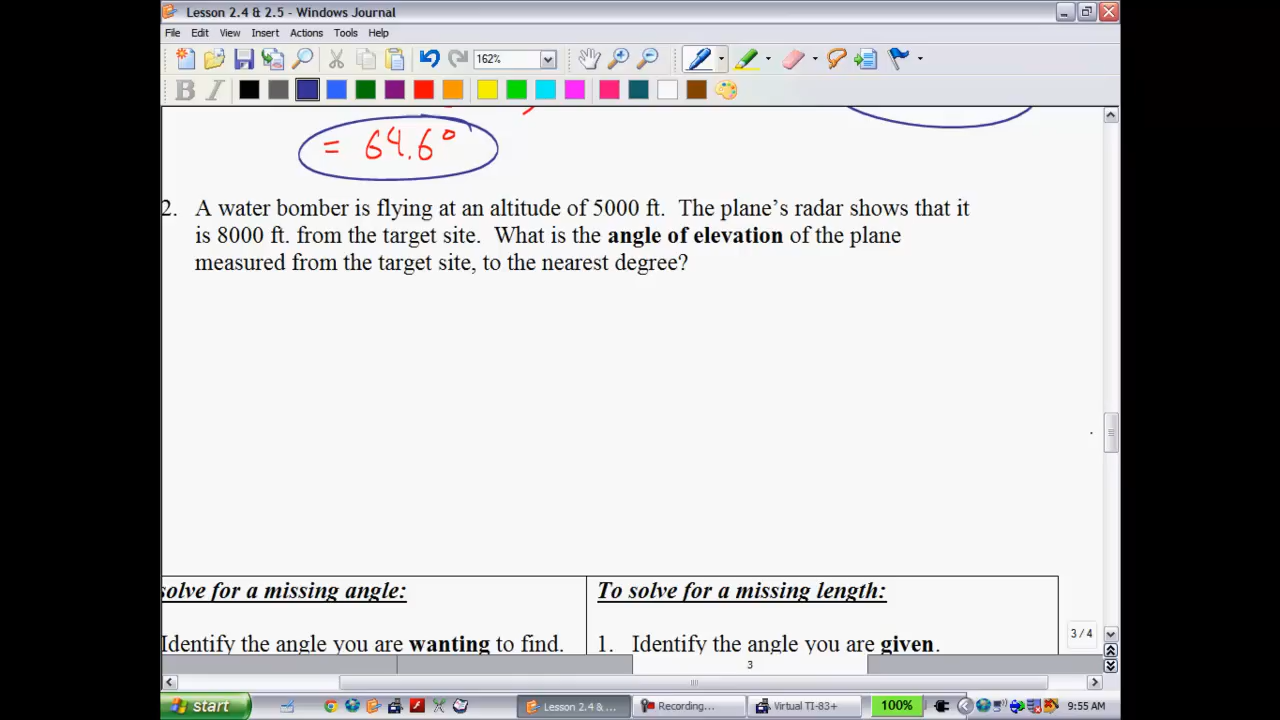 Lesson 2.4 & 2.5 - Windows Journal
File Edit View Insert Actions Tools Help
162%
B I
= 64.6°
2. A water bomber is flying at an altitude of 5000 ft. The plane's radar shows that it
is 8000 ft. from the target site. What is the angle of elevation of the plane
measured from the target site, to the nearest degree?
solve for a missing angle: To solve for a missing length:
Identify the angle you are wanting to find. 1. Identify the angle you are given.
3 / 4
3
start Lesson 2.4 & ... Recording... Virtual TI-83+ 100% 9:55 AM